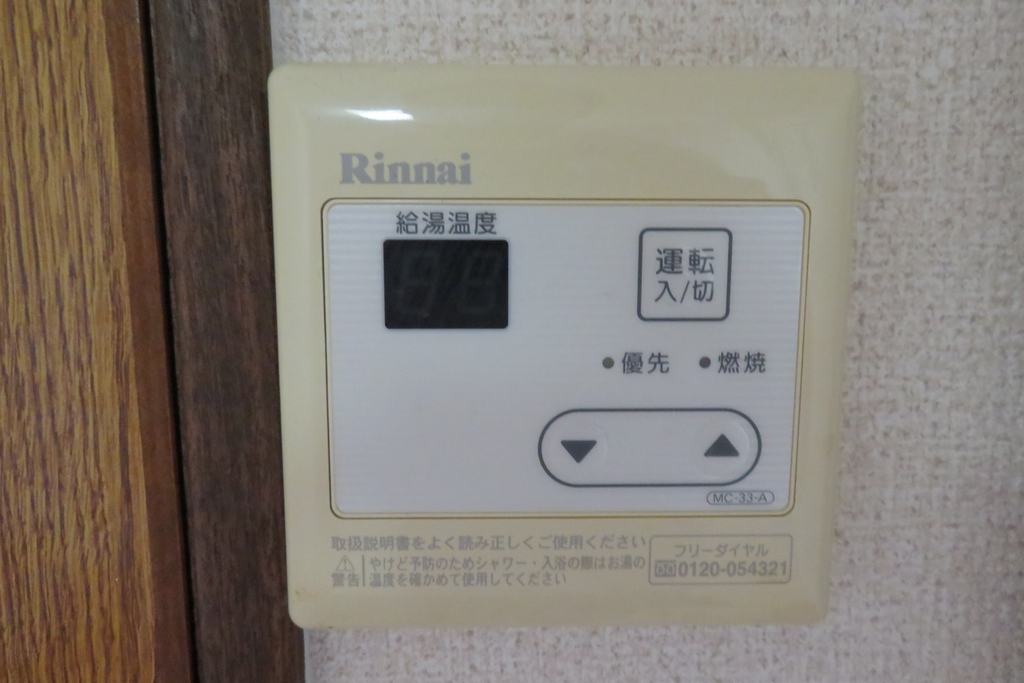 Rinnai
給湯温度
運転
入/切
優先 燃焼
▼ ▲
MC-33-A
取扱説明書をよく読み正しくご使用ください
警告 やけど予防のためシャワー・入浴の際はお湯の
温度を確かめて使用してください
フリーダイヤル
0120-054321